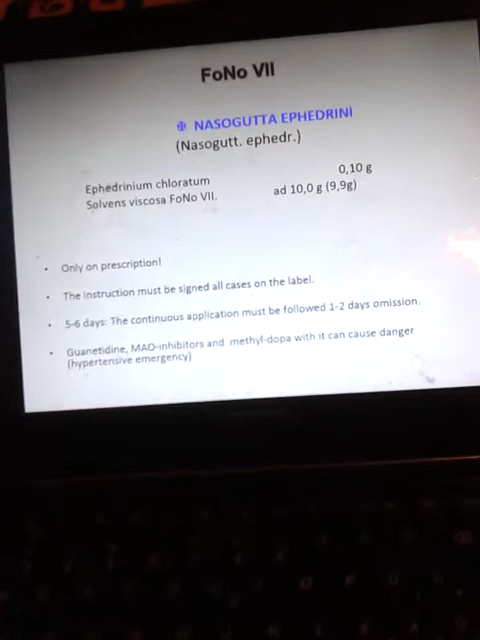 FoNo VII
✠ NASOGUTTA EPHEDRINI
(Nasogutt. ephedr.)
Ephedrinium chloratum 0,10 g
Solvens viscosa FoNo VII. ad 10,0 g (9,9g)
• Only on prescription!
• The instruction must be signed all cases on the label.
• 5-6 days: The continuous application must be followed 1-2 days omission.
• Guanetidine, MAO-inhibitors and methyl-dopa with it can cause danger
(hypertensive emergency)